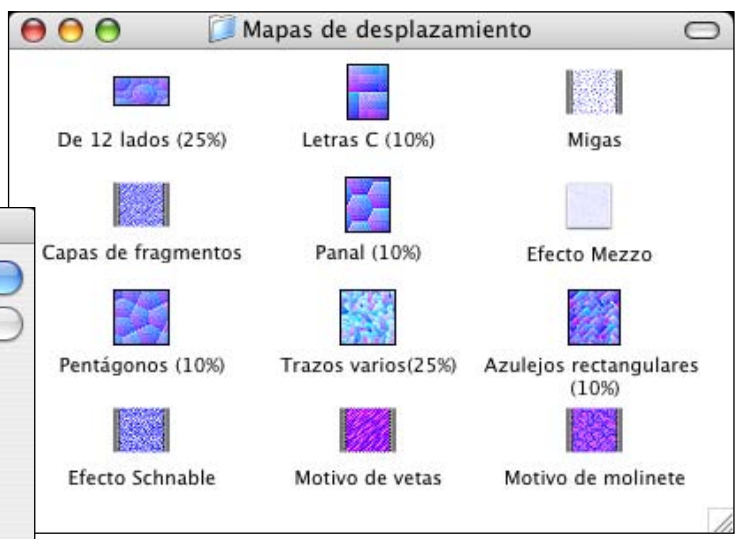 Mapas de desplazamiento
De 12 lados (25%)
Letras C (10%)
Migas
Capas de fragmentos
Panal (10%)
Efecto Mezzo
Pentágonos (10%)
Trazos varios(25%)
Azulejos rectangulares
(10%)
Efecto Schnable
Motivo de vetas
Motivo de molinete